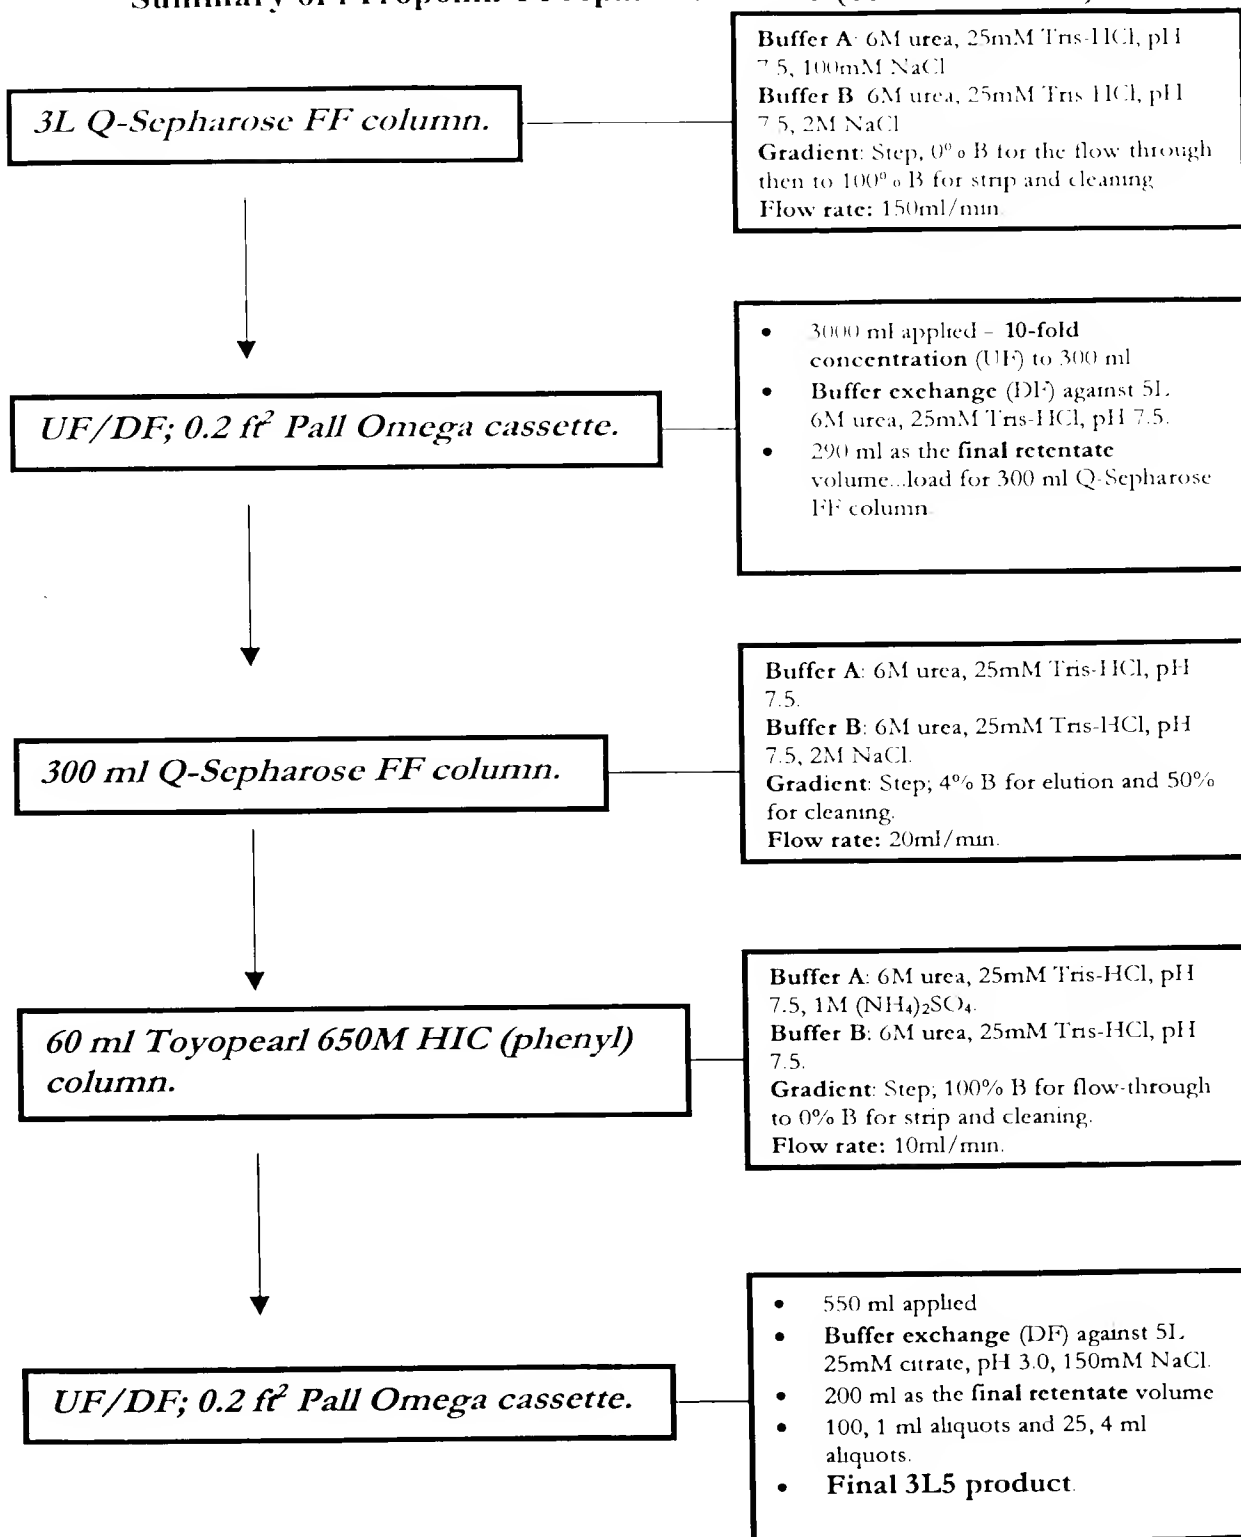 Summary of
3L Q-Sepharose FF column.
Buffer A: 6M urea, 25mM Tris-HCl, pH
7.5, 100mM NaCl
Buffer B: 6M urea, 25mM Tris-HCl, pH
7.5, 2M NaCl
Gradient: Step, 0% B for the flow through
then to 100% B for strip and cleaning
Flow rate: 150ml/min.
UF/DF; 0.2 ft² Pall Omega cassette.
• 3000 ml applied – 10-fold
concentration (UF) to 300 ml
• Buffer exchange (DF) against 5L
6M urea, 25mM Tris-HCl, pH 7.5.
• 290 ml as the final retentate
volume...load for 300 ml Q-Sepharose
FF column.
300 ml Q-Sepharose FF column.
Buffer A: 6M urea, 25mM Tris-HCl, pH
7.5.
Buffer B: 6M urea, 25mM Tris-HCl, pH
7.5, 2M NaCl.
Gradient: Step; 4% B for elution and 50%
for cleaning.
Flow rate: 20ml/min.
60 ml Toyopearl 650M HIC (phenyl)
column.
Buffer A: 6M urea, 25mM Tris-HCl, pH
7.5, 1M (NH₄)₂SO₄.
Buffer B: 6M urea, 25mM Tris-HCl, pH
7.5.
Gradient: Step; 100% B for flow-through
to 0% B for strip and cleaning.
Flow rate: 10ml/min.
UF/DF; 0.2 ft² Pall Omega cassette.
• 550 ml applied
• Buffer exchange (DF) against 5L
25mM citrate, pH 3.0, 150mM NaCl.
• 200 ml as the final retentate volume
• 100, 1 ml aliquots and 25, 4 ml
aliquots.
• Final 3L5 product.